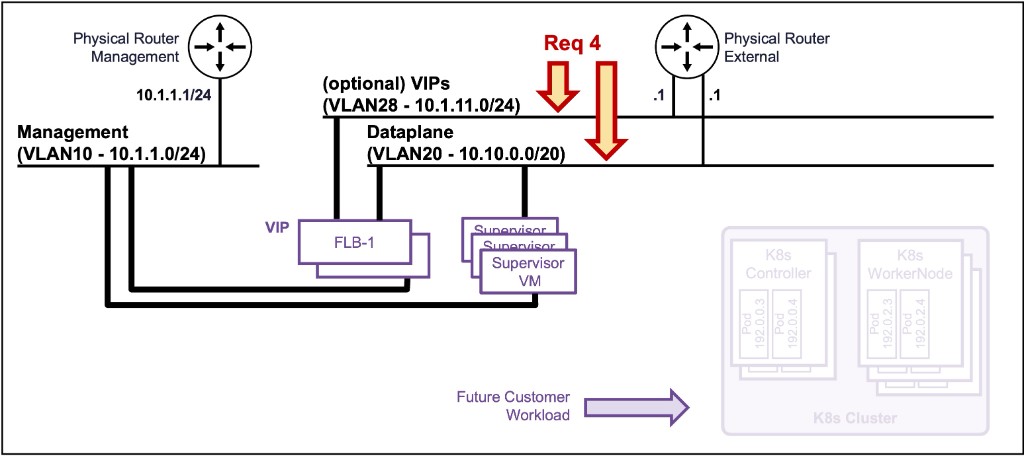 Physical Router
Management
10.1.1.1/24
Management
(VLAN10 - 10.1.1.0/24)
Req 4
Physical Router
External
.1
.1
(optional) VIPs
(VLAN28 - 10.1.11.0/24)
Dataplane
(VLAN20 - 10.10.0.0/20)
VIP
FLB-1
Supervisor
Supervisor
Supervisor
VM
K8s
Controller
Pod
192.0.0.3
Pod
192.0.0.4
K8s
WorkerNode
Pod
192.0.2.3
Pod
192.0.2.4
K8s Cluster
Future Customer
Workload